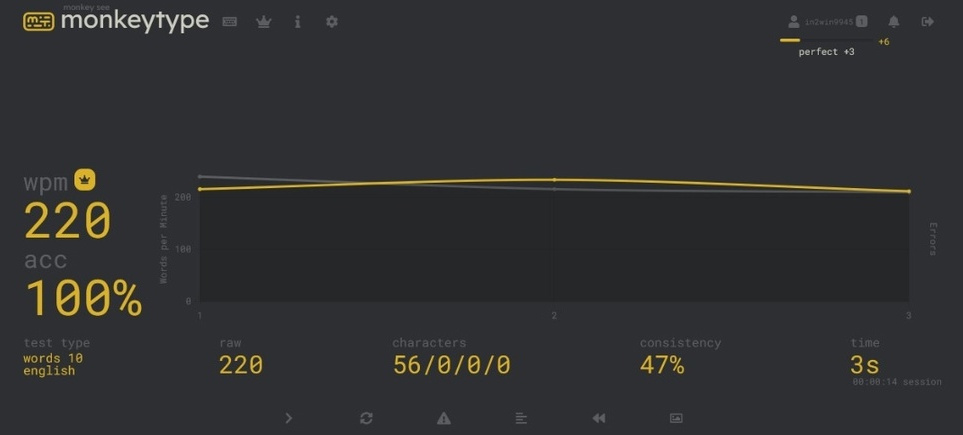 monkey see
monkeytype
in2win9945 1
+6
perfect +3
wpm
220
acc
100%
Words per Minute
200
100
0
1 2 3
Errors
test type
words 10
english
raw
220
characters
56/0/0/0
consistency
47%
time
3s
00:00:14 session